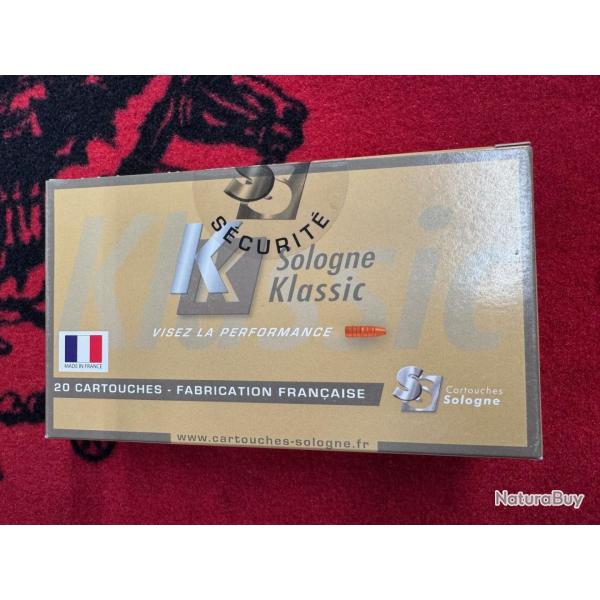 Klassic
SÉCURITÉ
K
Sologne
Klassic
VISEZ LA PERFORMANCE
MADE IN FRANCE
20 CARTOUCHES - FABRICATION FRANÇAISE
Cartouches
Sologne
www.cartouches-sologne.fr
NaturaBuy